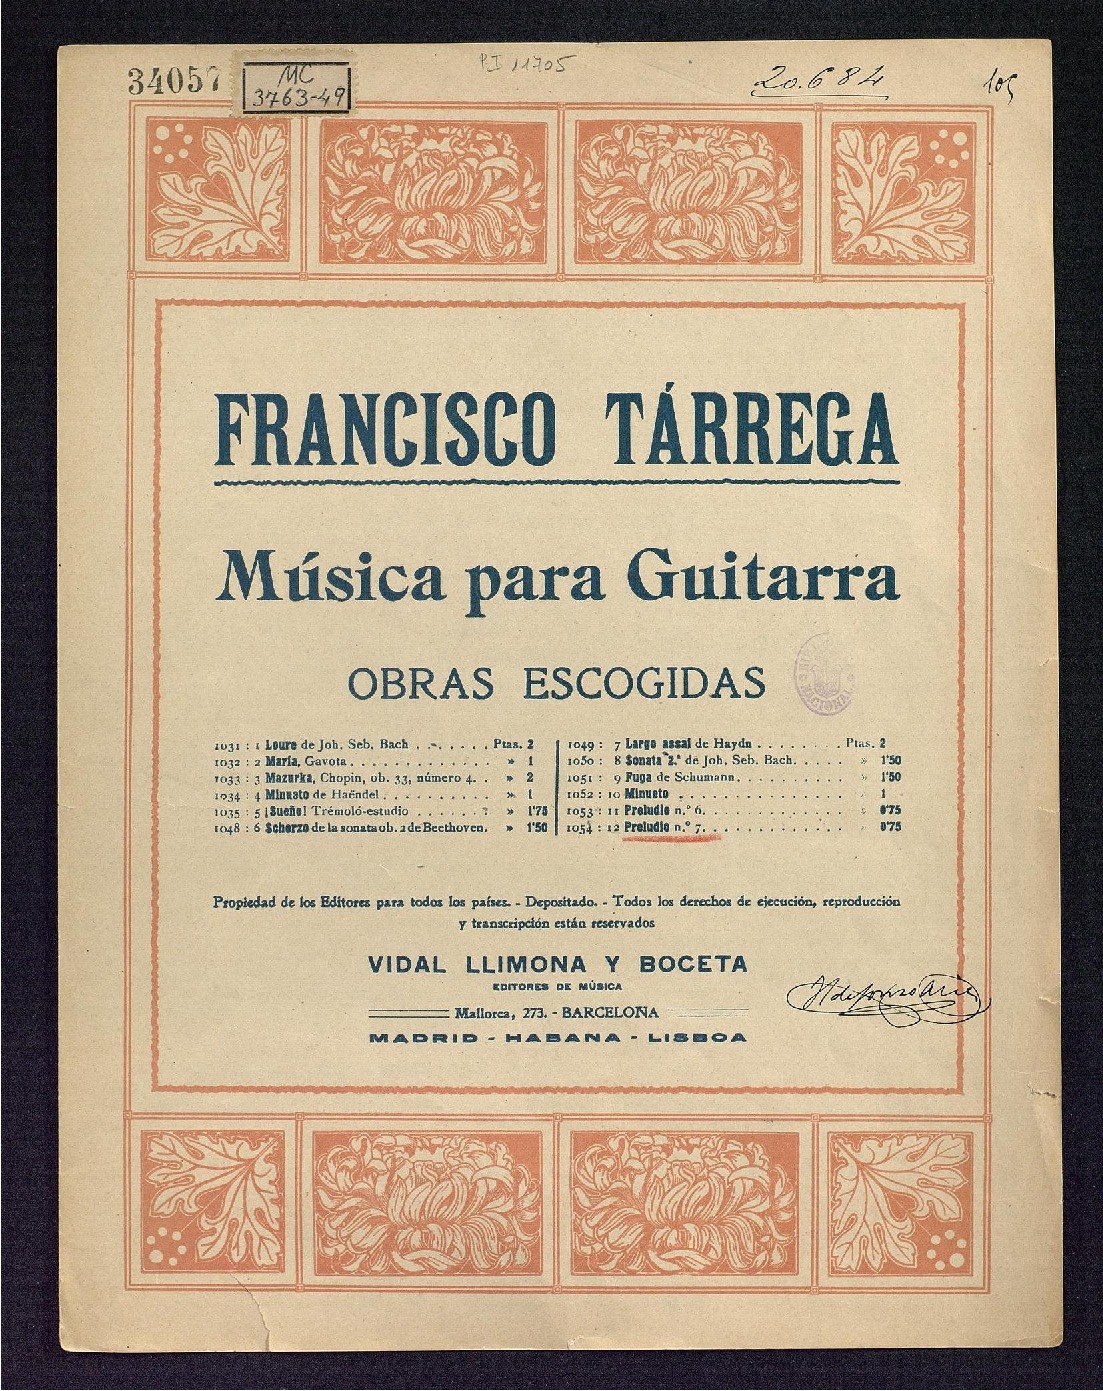 34057
MC
3763-49
RI 11705
20.684
105
FRANCISCO TÁRREGA
Música para Guitarra
OBRAS ESCOGIDAS
NACIONAL
1031 : 1 Loure de Joh. Seb. Bach . . . . . . . Ptas. 2
1032 : 2 María, Gavota. . . . . . . . . . . . » 1
1033 : 3 Mazurka, Chopin, ob. 33, número 4. . » 2
1034 : 4 Minueto de Haëndel . . . . . . . . . . » 1
1035 : 5 ¡Sueño! Trémolo-estudio . . . . . . . » 1'75
1048 : 6 Scherzo de la sonata ob. 2 de Beethoven. » 1'50
1049 : 7 Largo assai de Haydn . . . . . . . . Ptas. 2
1050 : 8 Sonata 2.ª de Joh. Seb. Bach. . . . . » 1'50
1051 : 9 Fuga de Schumann. . . . . . . . . . » 1'50
1052 : 10 Minueto . . . . . . . . . . . . . . » 1
1053 : 11 Preludio n.º 6. . . . . . . . . . . . » 0'75
1054 : 12 Preludio n.º 7. . . . . . . . . . . . » 0'75
Propiedad de los Editores para todos los países. - Depositado. - Todos los derechos de ejecución, reproducción
y transcripción están reservados
VIDAL LLIMONA Y BOCETA
EDITORES DE MÚSICA
Mallorca, 273. - BARCELOÑA
MADRID - HABANA - LISBOA